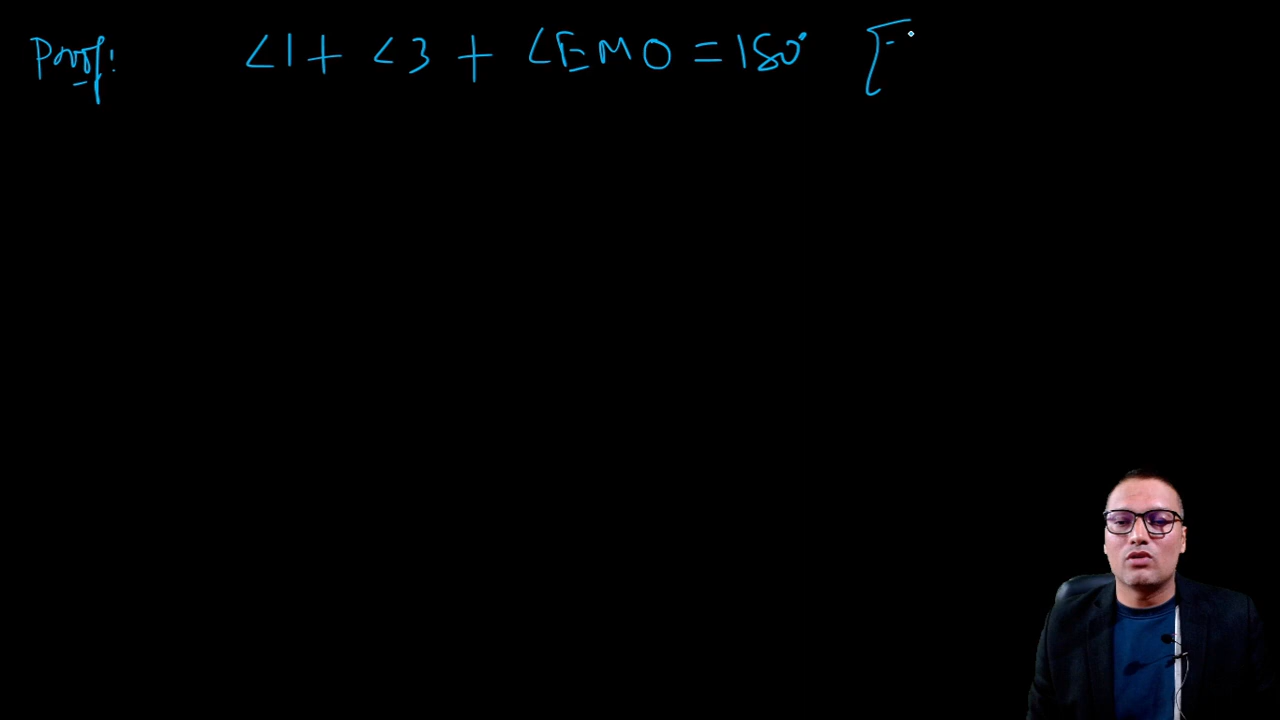 Proof: ∠1 + ∠3 + ∠EMO = 180° [